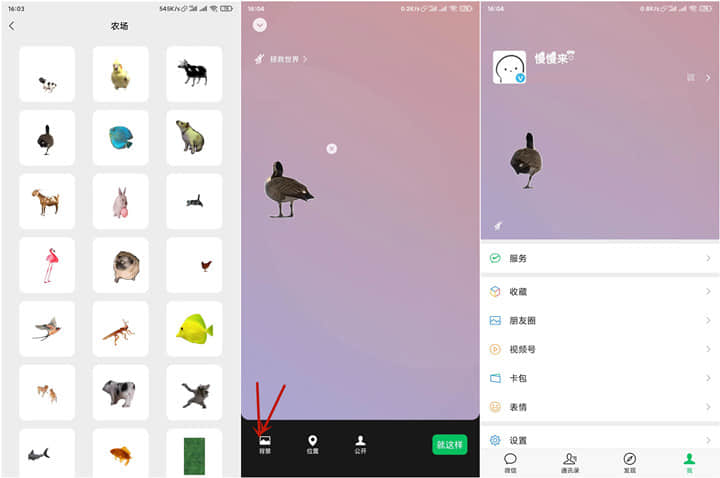 16:03
545K/s
农场
16:04
0.2K/s
拯救世界
背景
位置
公开
就这样
16:04
0.8K/s
慢慢来
服务
收藏
朋友圈
视频号
卡包
表情
设置
微信
通讯录
发现
我